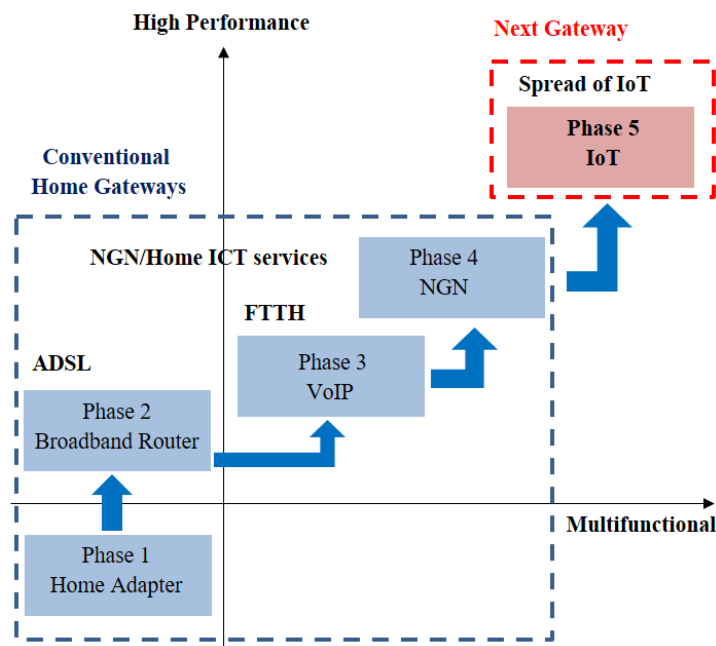 High Performance
Next Gateway
Spread of IoT
Phase 5
IoT
Conventional
Home Gateways
NGN/Home ICT services
Phase 4
NGN
FTTH
Phase 3
VoIP
ADSL
Phase 2
Broadband Router
Multifunctional
Phase 1
Home Adapter